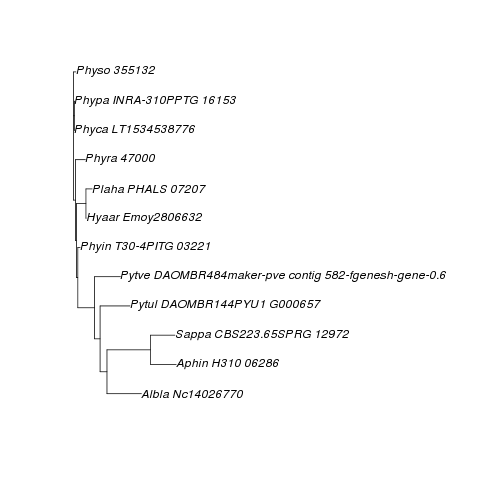 Physo 355132
Phypa INRA-310PPTG 16153
Phyca LT1534538776
Phyra 47000
Plaha PHALS 07207
Hyaar Emoy2806632
Phyin T30-4PITG 03221
Pytve DAOMBR484maker-pve contig 582-fgenesh-gene-0.6
Pytul DAOMBR144PYU1 G000657
Sappa CBS223.65SPRG 12972
Aphin H310 06286
Albla Nc14026770